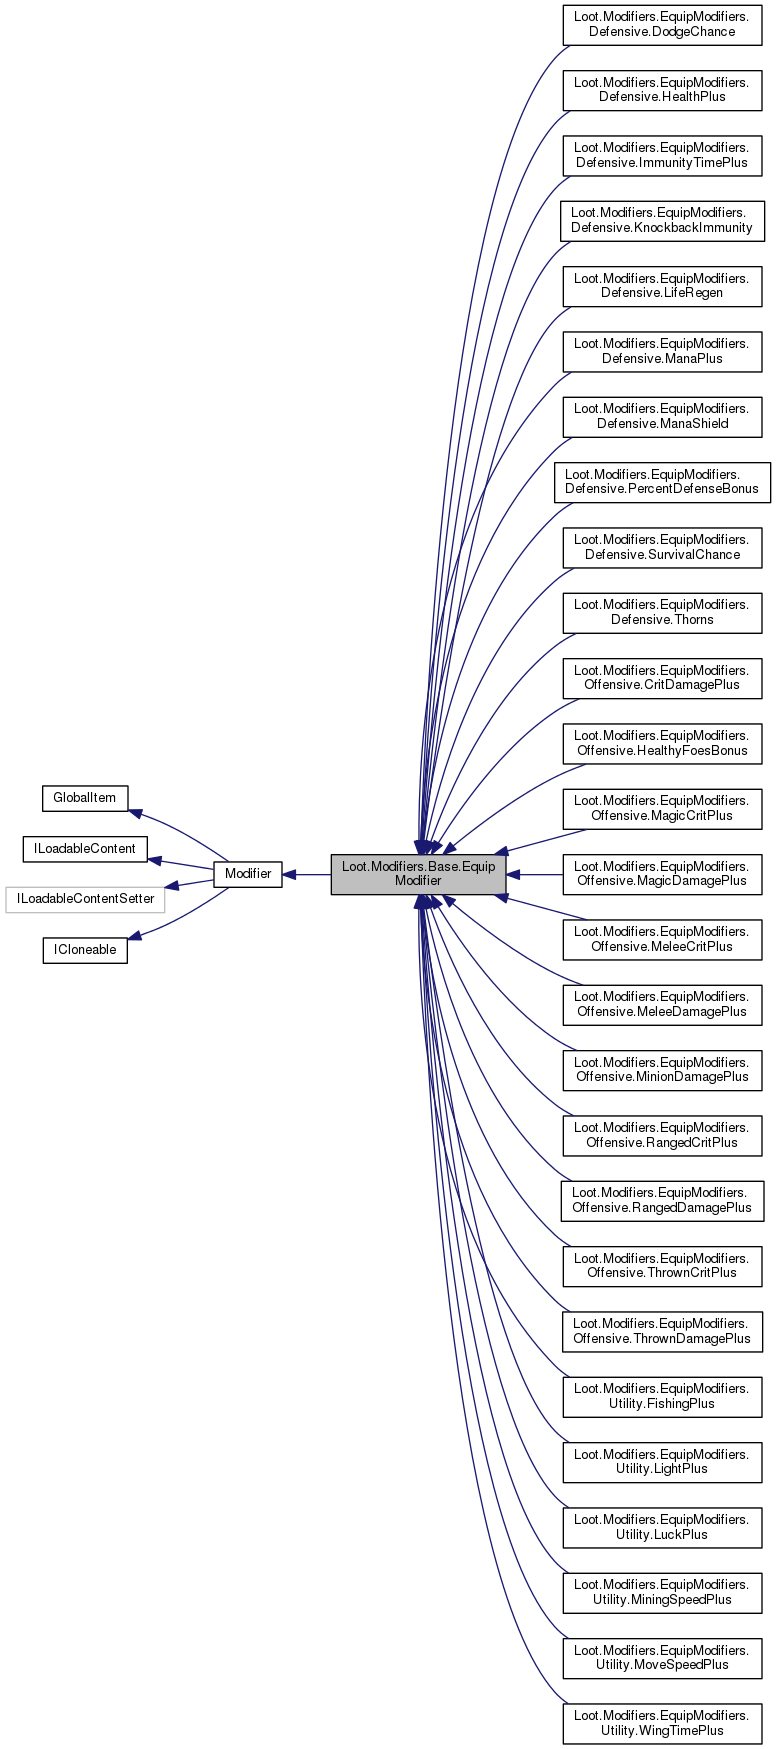 GlobalItem
ILoadableContent
ILoadableContentSetter
ICloneable
Modifier
Loot.Modifiers.Base.Equip
Modifier
Loot.Modifiers.EquipModifiers.
Defensive.DodgeChance
Loot.Modifiers.EquipModifiers.
Defensive.HealthPlus
Loot.Modifiers.EquipModifiers.
Defensive.ImmunityTimePlus
Loot.Modifiers.EquipModifiers.
Defensive.KnockbackImmunity
Loot.Modifiers.EquipModifiers.
Defensive.LifeRegen
Loot.Modifiers.EquipModifiers.
Defensive.ManaPlus
Loot.Modifiers.EquipModifiers.
Defensive.ManaShield
Loot.Modifiers.EquipModifiers.
Defensive.PercentDefenseBonus
Loot.Modifiers.EquipModifiers.
Defensive.SurvivalChance
Loot.Modifiers.EquipModifiers.
Defensive.Thorns
Loot.Modifiers.EquipModifiers.
Offensive.CritDamagePlus
Loot.Modifiers.EquipModifiers.
Offensive.HealthyFoesBonus
Loot.Modifiers.EquipModifiers.
Offensive.MagicCritPlus
Loot.Modifiers.EquipModifiers.
Offensive.MagicDamagePlus
Loot.Modifiers.EquipModifiers.
Offensive.MeleeCritPlus
Loot.Modifiers.EquipModifiers.
Offensive.MeleeDamagePlus
Loot.Modifiers.EquipModifiers.
Offensive.MinionDamagePlus
Loot.Modifiers.EquipModifiers.
Offensive.RangedCritPlus
Loot.Modifiers.EquipModifiers.
Offensive.RangedDamagePlus
Loot.Modifiers.EquipModifiers.
Offensive.ThrownCritPlus
Loot.Modifiers.EquipModifiers.
Offensive.ThrownDamagePlus
Loot.Modifiers.EquipModifiers.
Utility.FishingPlus
Loot.Modifiers.EquipModifiers.
Utility.LightPlus
Loot.Modifiers.EquipModifiers.
Utility.LuckPlus
Loot.Modifiers.EquipModifiers.
Utility.MiningSpeedPlus
Loot.Modifiers.EquipModifiers.
Utility.MoveSpeedPlus
Loot.Modifiers.EquipModifiers.
Utility.WingTimePlus